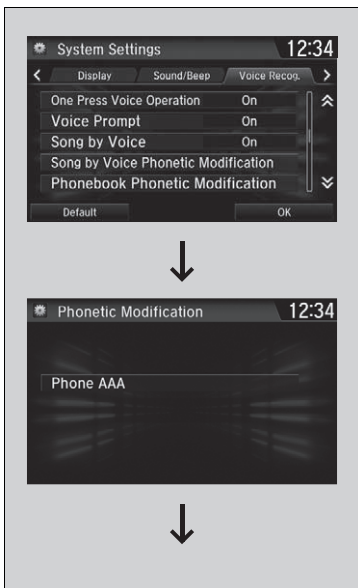 System Settings 12:34
Display Sound/Beep Voice Recog.
One Press Voice Operation On
Voice Prompt On
Song by Voice On
Song by Voice Phonetic Modification
Phonebook Phonetic Modification
Default OK
Phonetic Modification 12:34
Phone AAA